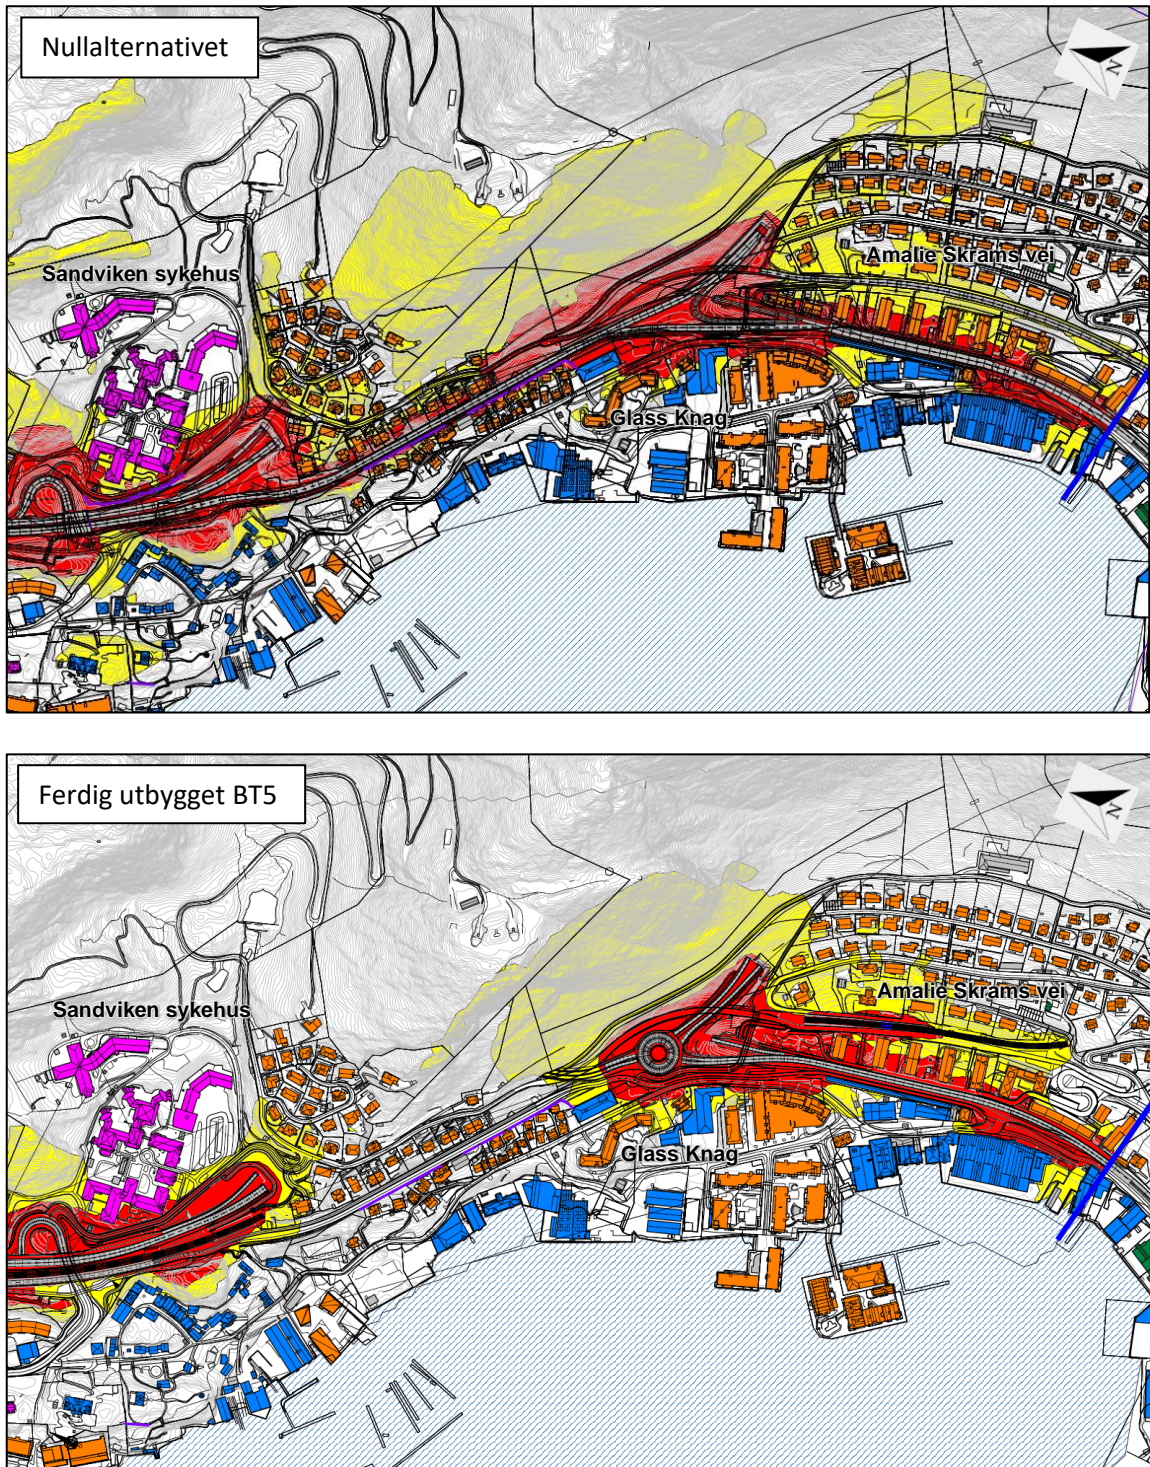 Nullalternativet
N
Sandviken sykehus
Amalie Skrams vei
Glass Knag
Ferdig utbygget BT5
N
Sandviken sykehus
Amalie Skrams vei
Glass Knag